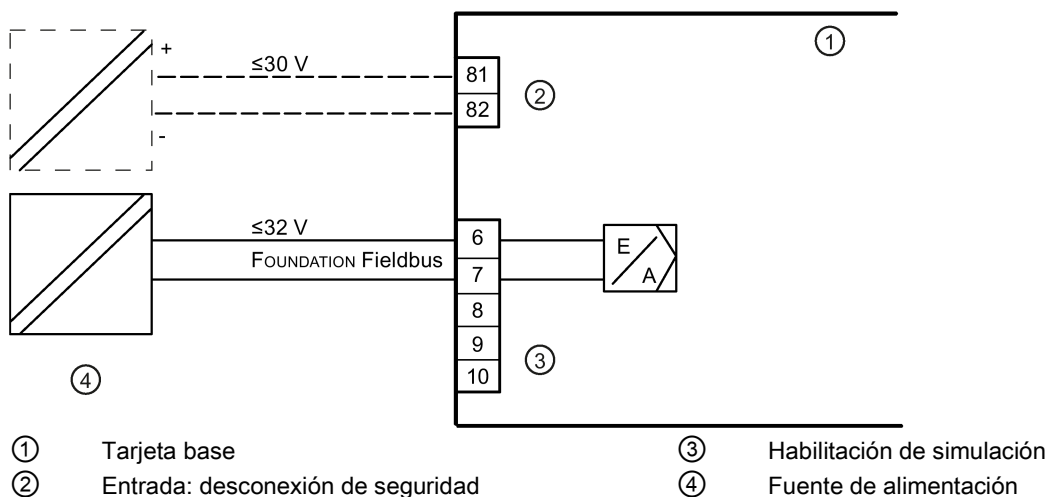 ①
+
≤30 V
81
②
82
-
≤32 V
6
E
FOUNDATION Fieldbus
7
A
8
9
③
10
④
① Tarjeta base
③ Habilitación de simulación
② Entrada: desconexión de seguridad
④ Fuente de alimentación